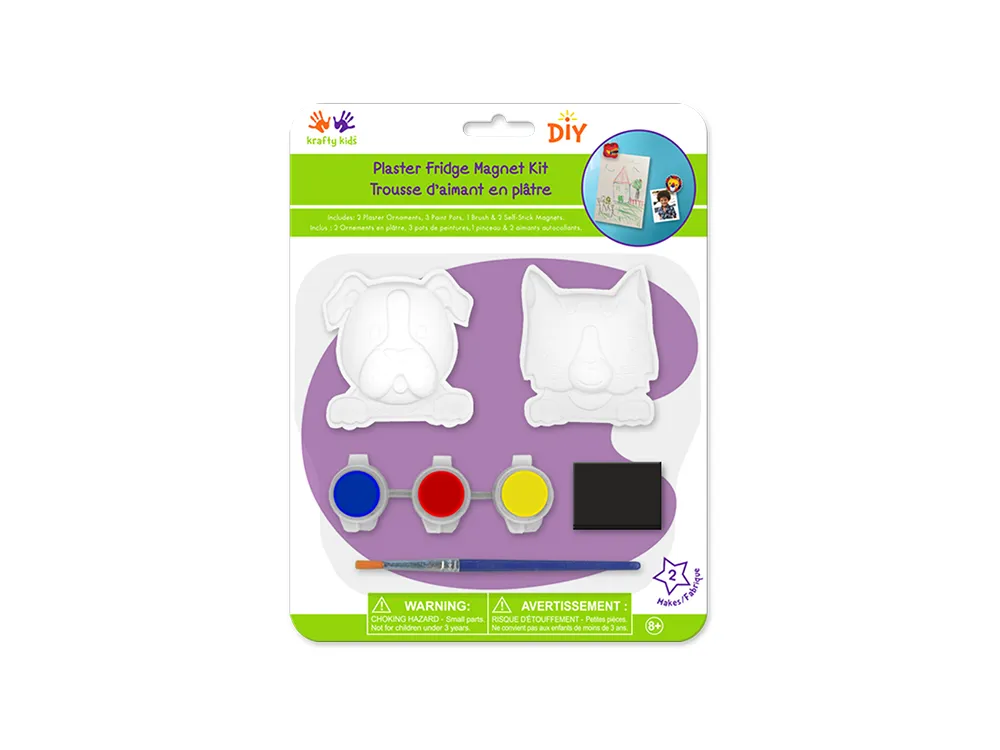 krafty kids
DIY
Plaster Fridge Magnet Kit
Trousse d'aimant en plâtre
Includes: 2 Plaster Ornaments, 3 Paint Pots, 1 Brush & 2 Self-Stick Magnets.
Inclus : 2 Ornements en plâtre, 3 pots de peintures, 1 pinceau & 2 aimants autocollants.
2
Makes/Fabrique
WARNING:
CHOKING HAZARD - Small parts.
Not for children under 3 years.
AVERTISSEMENT :
RISQUE D'ÉTOUFFEMENT - Petites pièces.
Ne convient pas aux enfants de moins de 3 ans.
8+